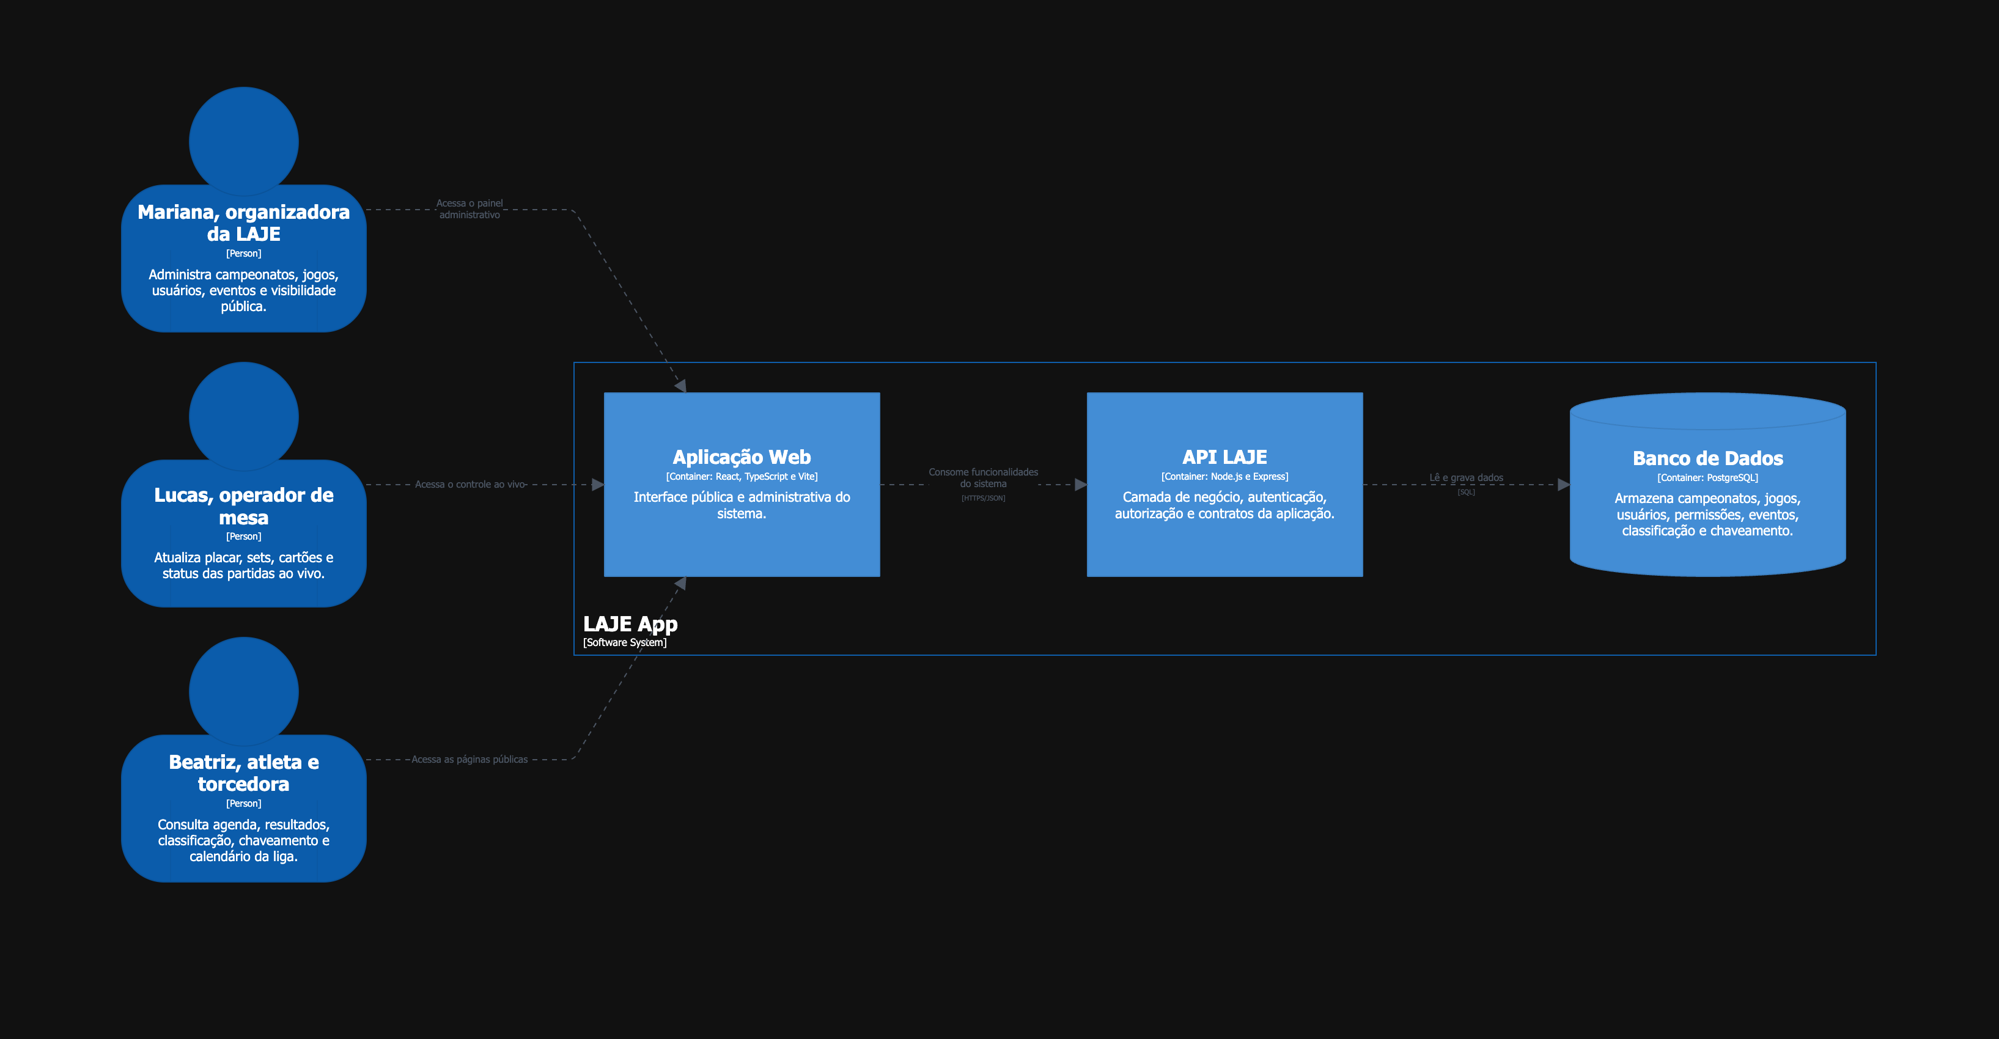 Mariana, organizadora
da LAJE
[Person]
Administra campeonatos, jogos,
usuários, eventos e visibilidade
pública.
Acessa o painel
administrativo
Lucas, operador de
mesa
[Person]
Atualiza placar, sets, cartões e
status das partidas ao vivo.
Acessa o controle ao vivo
Beatriz, atleta e
torcedora
[Person]
Consulta agenda, resultados,
classificação, chaveamento e
calendário da liga.
Acessa as páginas públicas
Aplicação Web
[Container: React, TypeScript e Vite]
Interface pública e administrativa do
sistema.
Consome funcionalidades
do sistema
[HTTPS/JSON]
API LAJE
[Container: Node.js e Express]
Camada de negócio, autenticação,
autorização e contratos da aplicação.
Lê e grava dados
[SQL]
Banco de Dados
[Container: PostgreSQL]
Armazena campeonatos, jogos,
usuários, permissões, eventos,
classificação e chaveamento.
LAJE App
[Software System]